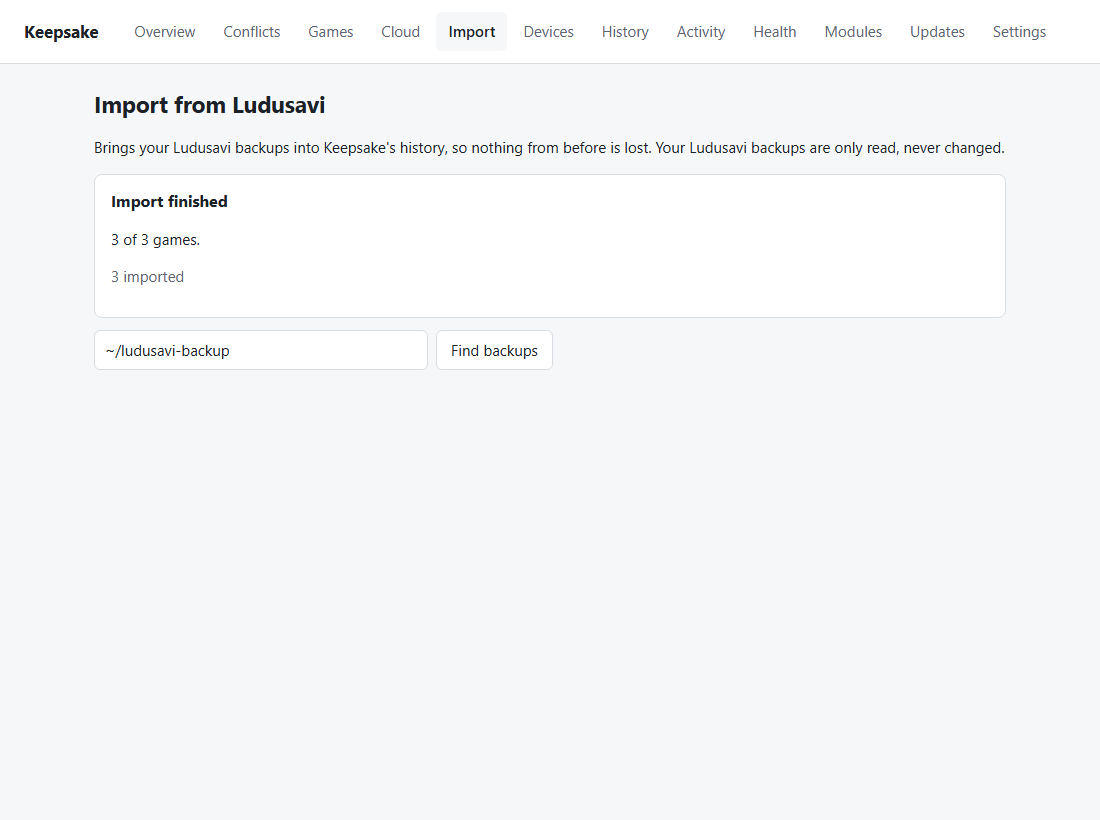 Keepsake Overview Conflicts Games Cloud Import Devices History Activity Health Modules Updates Settings
Import from Ludusavi
Brings your Ludusavi backups into Keepsake's history, so nothing from before is lost. Your Ludusavi backups are only read, never changed.
Import finished
3 of 3 games.
3 imported
~/ludusavi-backup Find backups